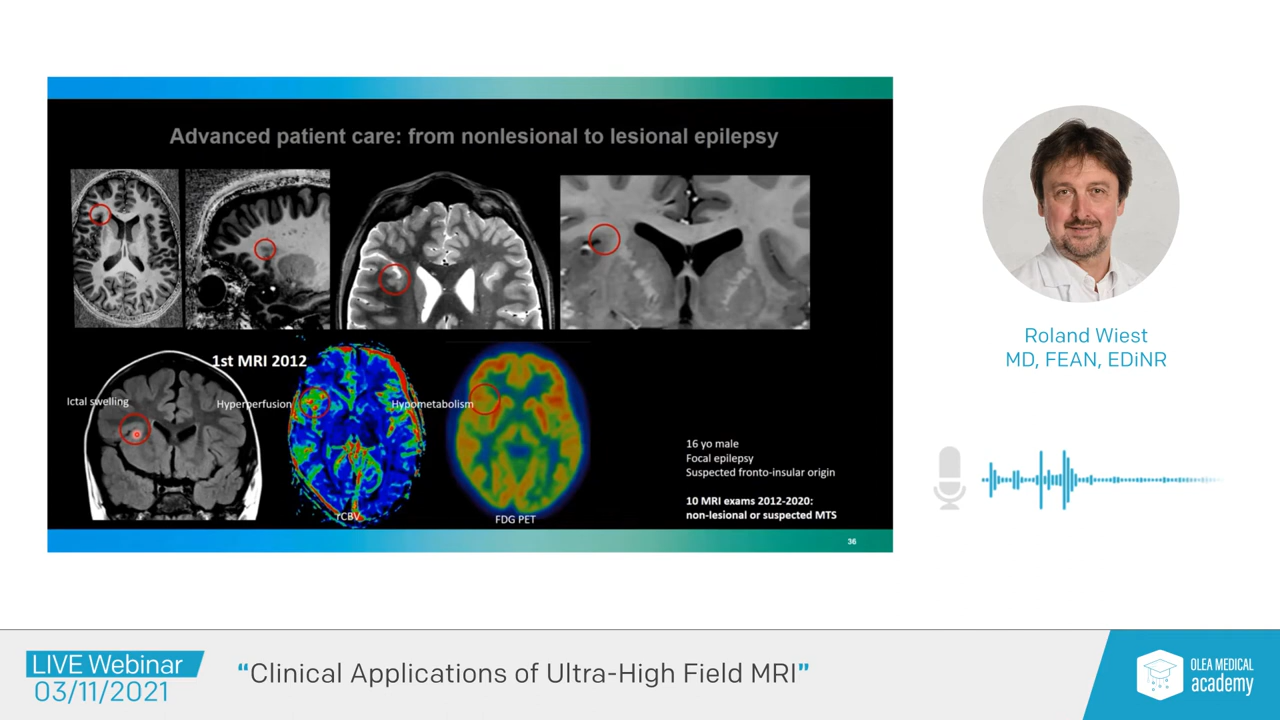 Advanced patient care: from nonlesional to lesional epilepsy
1st MRI 2012
Ictal swelling
Hyperperfusion
Hypometabolism
rCBV
FDG PET
16 yo male
Focal epilepsy
Suspected fronto-insular origin
10 MRI exams 2012-2020:
non-lesional or suspected MTS
36
Roland Wiest
MD, FEAN, EDiNR
LIVE Webinar
03/11/2021
“Clinical Applications of Ultra-High Field MRI”
OLEA MEDICAL
academy